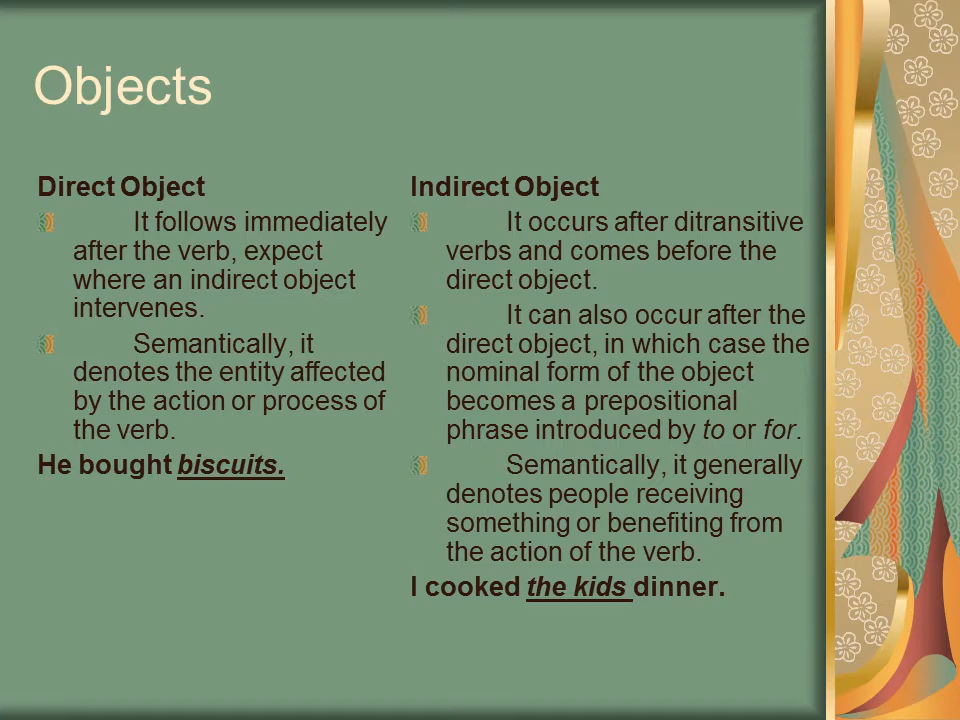 Objects
Direct Object
It follows immediately
after the verb, expect
where an indirect object
intervenes.
Semantically, it
denotes the entity affected
by the action or process of
the verb.
He bought biscuits.
Indirect Object
It occurs after ditransitive
verbs and comes before the
direct object.
It can also occur after the
direct object, in which case the
nominal form of the object
becomes a prepositional
phrase introduced by to or for.
Semantically, it generally
denotes people receiving
something or benefiting from
the action of the verb.
I cooked the kids dinner.